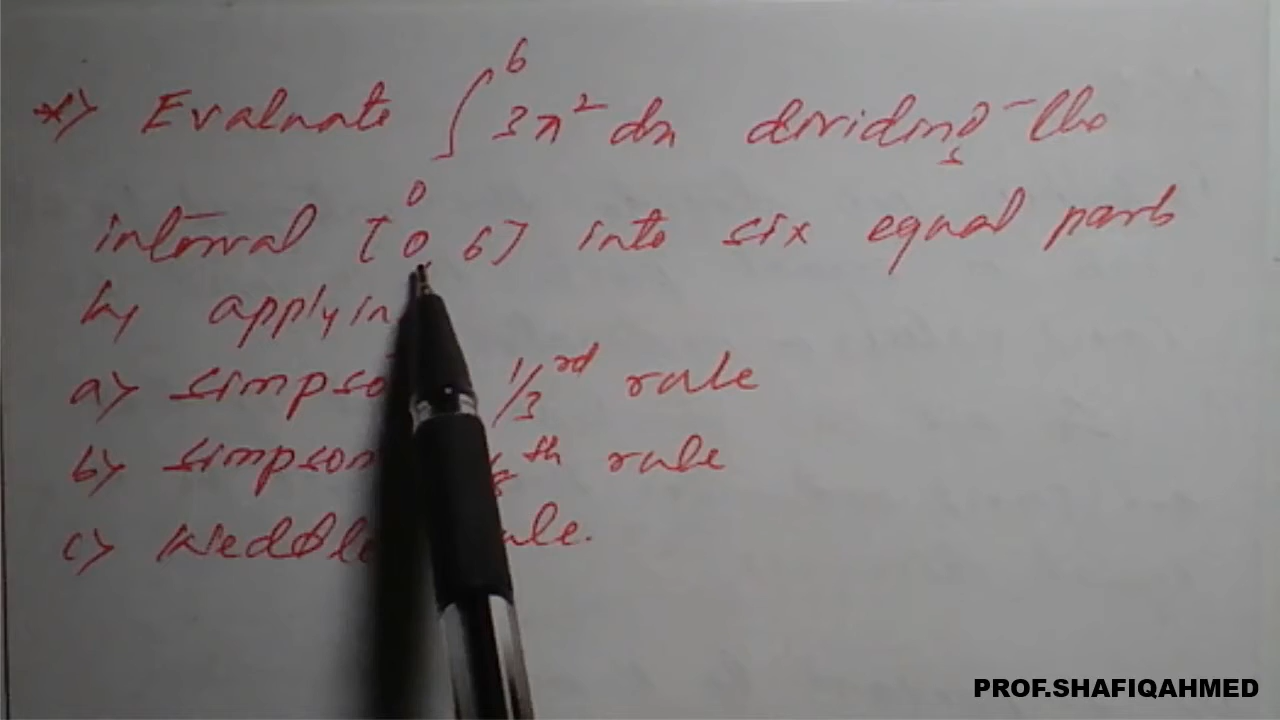 *) Evaluate ∫₀⁶ 3x² dx dividing the
interval [0, 6] into six equal parts
by applyin
a) simpso 1/3rd rule
b) simpson th rule
c) Weddle ule.
PROF.SHAFIQAHMED